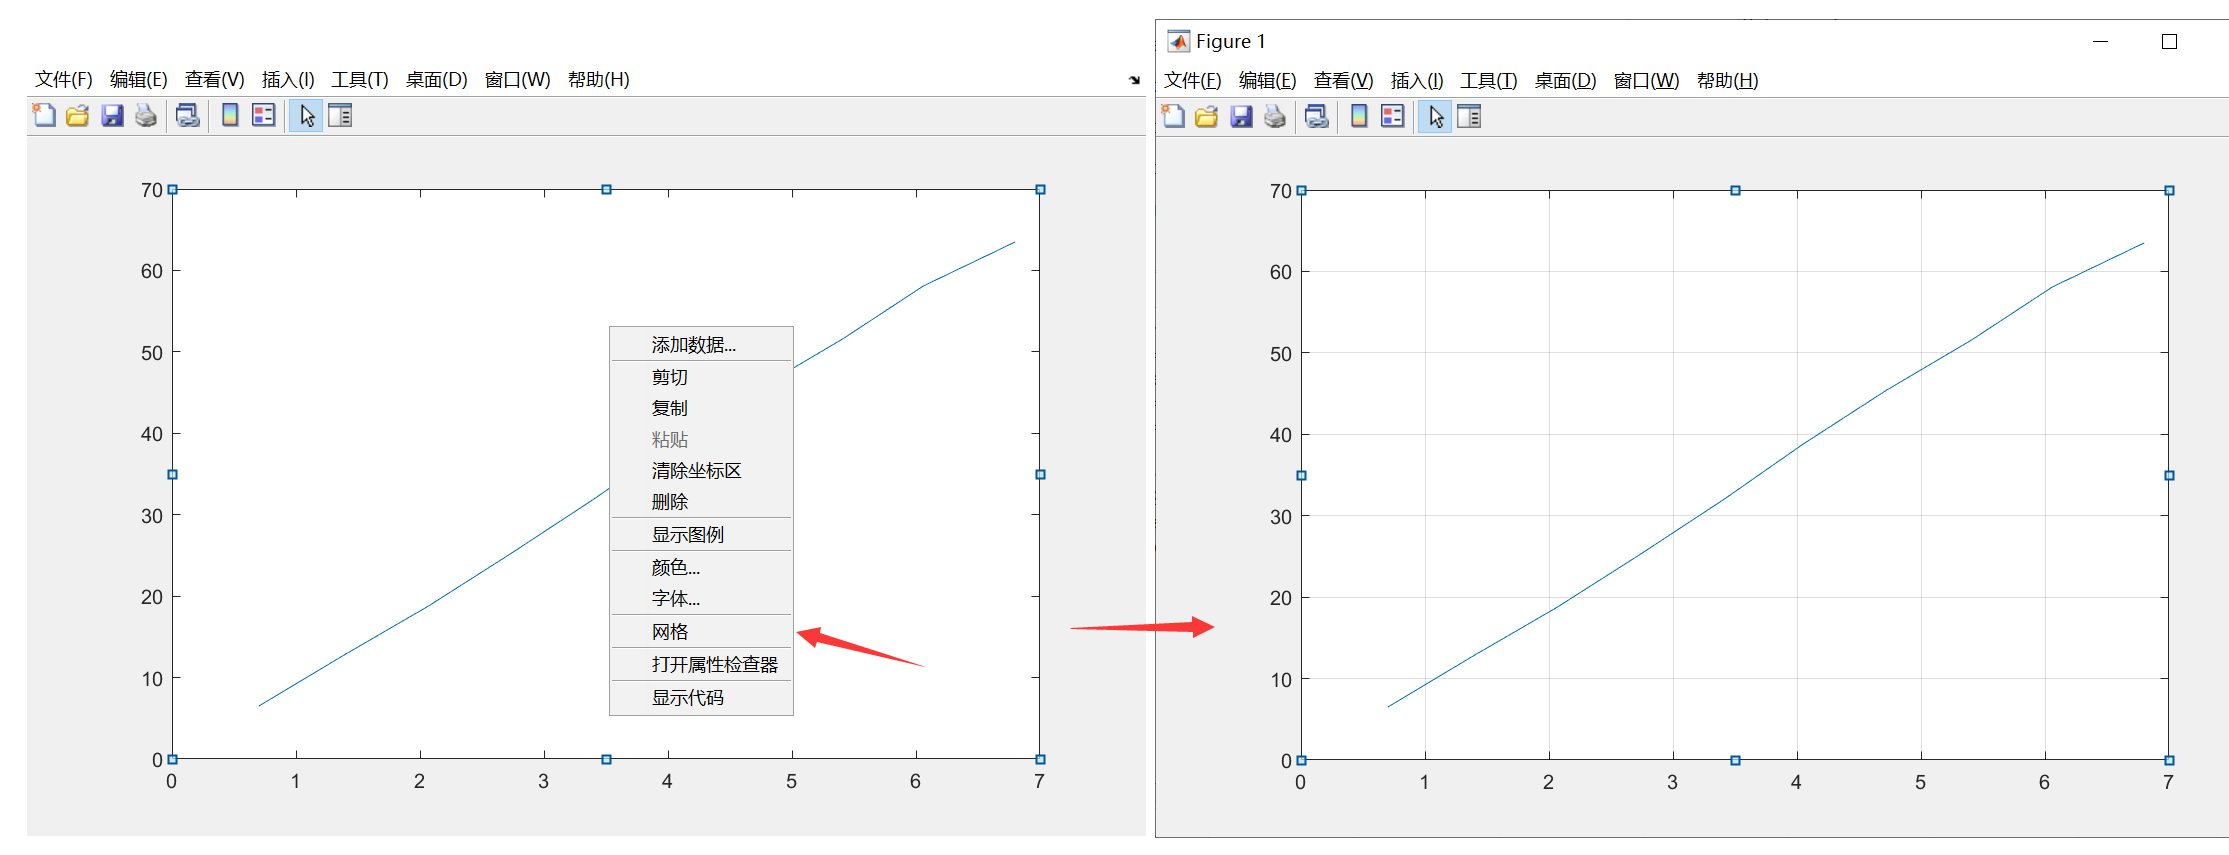 文件(F) 编辑(E) 查看(V) 插入(I) 工具(T) 桌面(D) 窗口(W) 帮助(H)
70
60
50
40
30
20
10
0
0 1 2 3 4 5 6 7
添加数据...
剪切
复制
粘贴
清除坐标区
删除
显示图例
颜色...
字体...
网格
打开属性检查器
显示代码
Figure 1
文件(F) 编辑(E) 查看(V) 插入(I) 工具(T) 桌面(D) 窗口(W) 帮助(H)
70
60
50
40
30
20
10
0
0 1 2 3 4 5 6 7